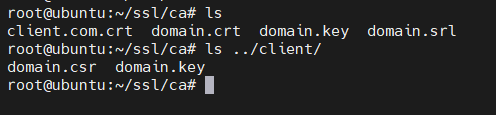 root@ubuntu:~/ssl/ca# ls
client.com.crt  domain.crt  domain.key  domain.srl
root@ubuntu:~/ssl/ca# ls ../client/
domain.csr  domain.key
root@ubuntu:~/ssl/ca#